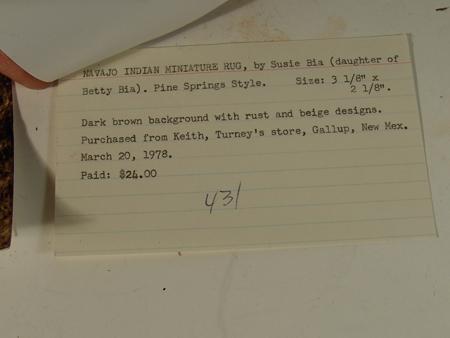 NAVAJO INDIAN MINIATURE RUG, by Susie Bia (daughter of
Betty Bia). Pine Springs Style. Size: 3 1/8" x
2 1/8".
Dark brown background with rust and beige designs.
Purchased from Keith, Turney's store, Gallup, New Mex.
March 20, 1978.
Paid: $24.00
431